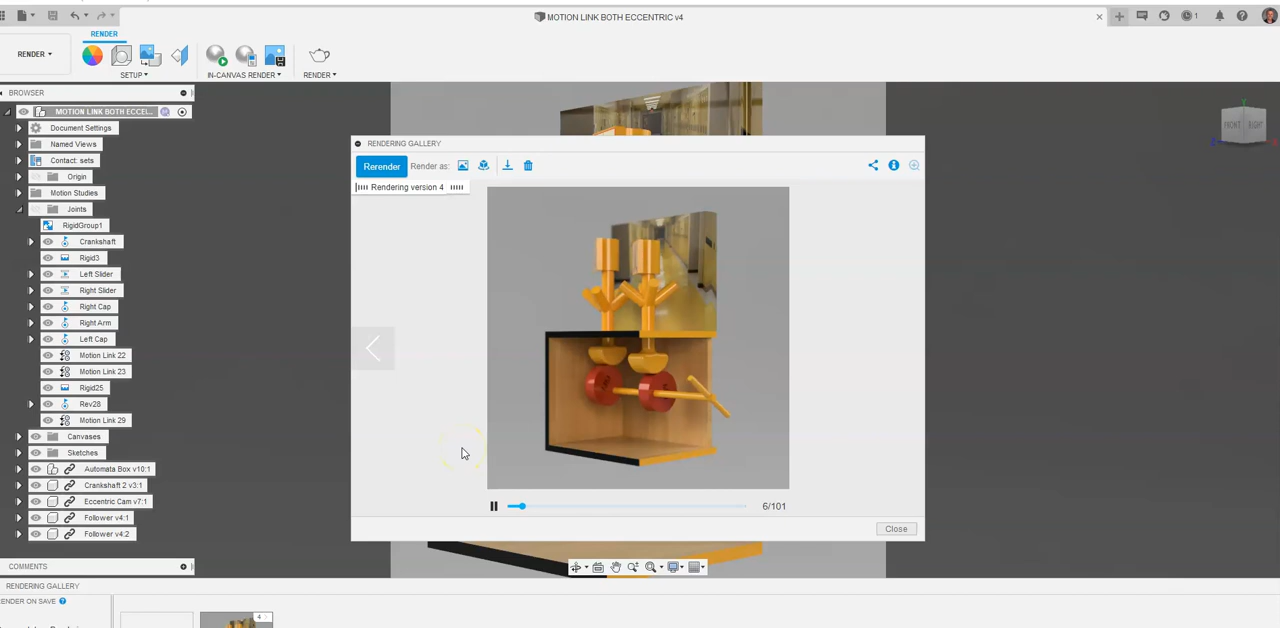 MOTION LINK BOTH ECCENTRIC v4
1
RENDER
RENDER
SETUP
IN-CANVAS RENDER
RENDER
BROWSER
MOTION LINK BOTH ECCEL...
Document Settings
Named Views
Contact: sets
Origin
Motion Studies
Joints
RigidGroup1
Crankshaft
Rigid3
Left Slider
Right Slider
Right Cap
Right Arm
Left Cap
Motion Link 22
Motion Link 23
Rigid25
Rev28
Motion Link 29
Canvases
Sketches
Automata Box v10:1
Crankshaft 2 v3:1
Eccentric Cam v7:1
Follower v4:1
Follower v4:2
COMMENTS
FRONT
RIGHT
RENDERING GALLERY
Rerender
Render as:
Rendering version 4
6/101
Close
RENDERING GALLERY
ENDER ON SAVE
4